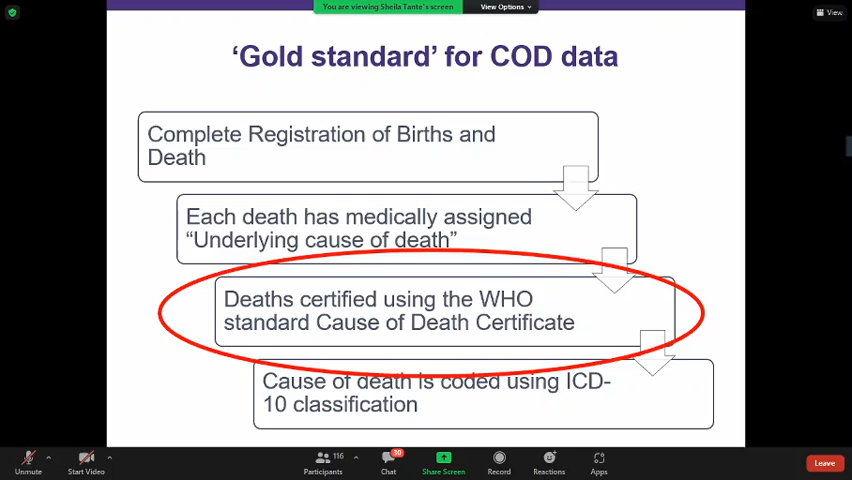 You are viewing Sheila Tante's screen
View Options
View
'Gold standard' for COD data
Complete Registration of Births and
Death
Each death has medically assigned
“Underlying cause of death”
Deaths certified using the WHO
standard Cause of Death Certificate
Cause of death is coded using ICD-
10 classification
Unmute
Start Video
116
Participants
30
Chat
Share Screen
Record
Reactions
Apps
Leave